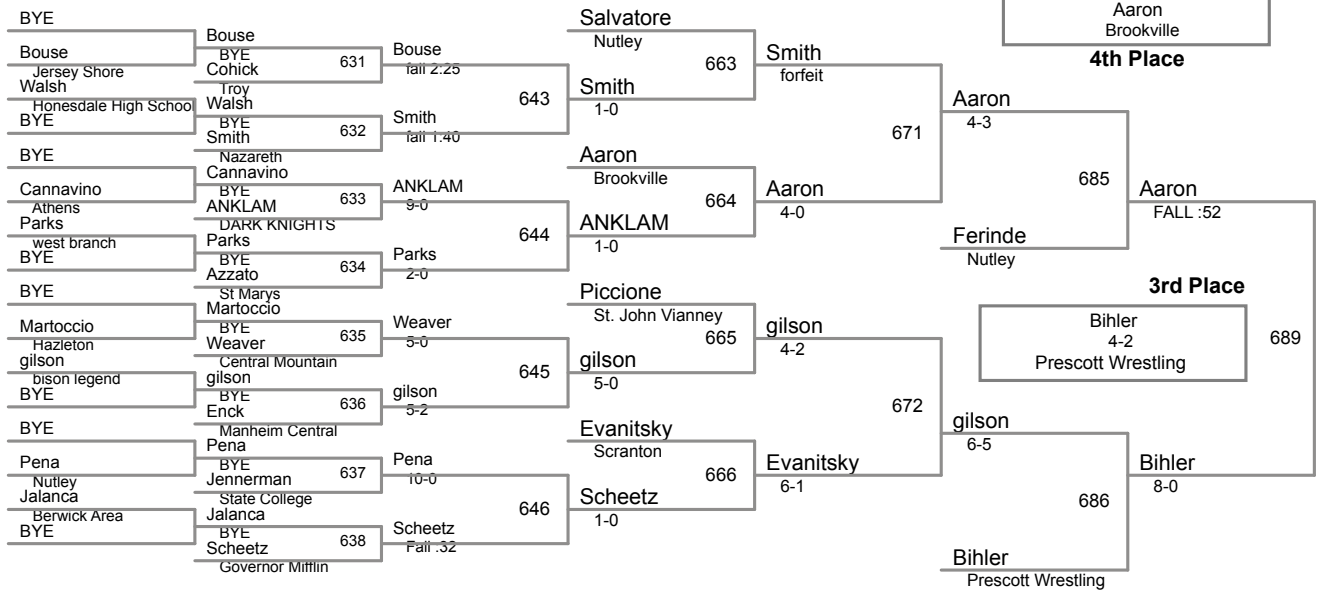 BYE
Bouse
Jersey Shore
Walsh
Honesdale High School
BYE
BYE
Cannavino
Athens
Parks
west branch
BYE
BYE
Martoccio
Hazleton
gilson
bison legend
BYE
BYE
Pena
Nutley
Jalanca
Berwick Area
BYE
Bouse
BYE
631
Cohick
Troy
Walsh
BYE
632
Smith
Nazareth
Cannavino
BYE
633
ANKLAM
DARK KNIGHTS
Parks
BYE
634
Azzato
St Marys
Martoccio
BYE
635
Weaver
Central Mountain
gilson
BYE
636
Enck
Manheim Central
Pena
BYE
637
Jennerman
State College
Jalanca
BYE
638
Scheetz
Governor Mifflin
Bouse
fall 2:25
643
Smith
fall 1:40
ANKLAM
9-0
644
Parks
2-0
Weaver
5-0
645
gilson
5-2
Pena
10-0
646
Scheetz
Fall :32
Salvatore
Nutley
663
Smith
1-0
Aaron
Brookville
664
ANKLAM
1-0
Piccione
St. John Vianney
665
gilson
5-0
Evanitsky
Scranton
666
Scheetz
1-0
Smith
forfeit
671
Aaron
4-0
gilson
4-2
672
Evanitsky
6-1
Aaron
4-3
685
Ferinde
Nutley
gilson
6-5
686
Bihler
Prescott Wrestling
Aaron
FALL :52
689
Bihler
8-0
Aaron
Brookville
4th Place
3rd Place
Bihler
4-2
Prescott Wrestling